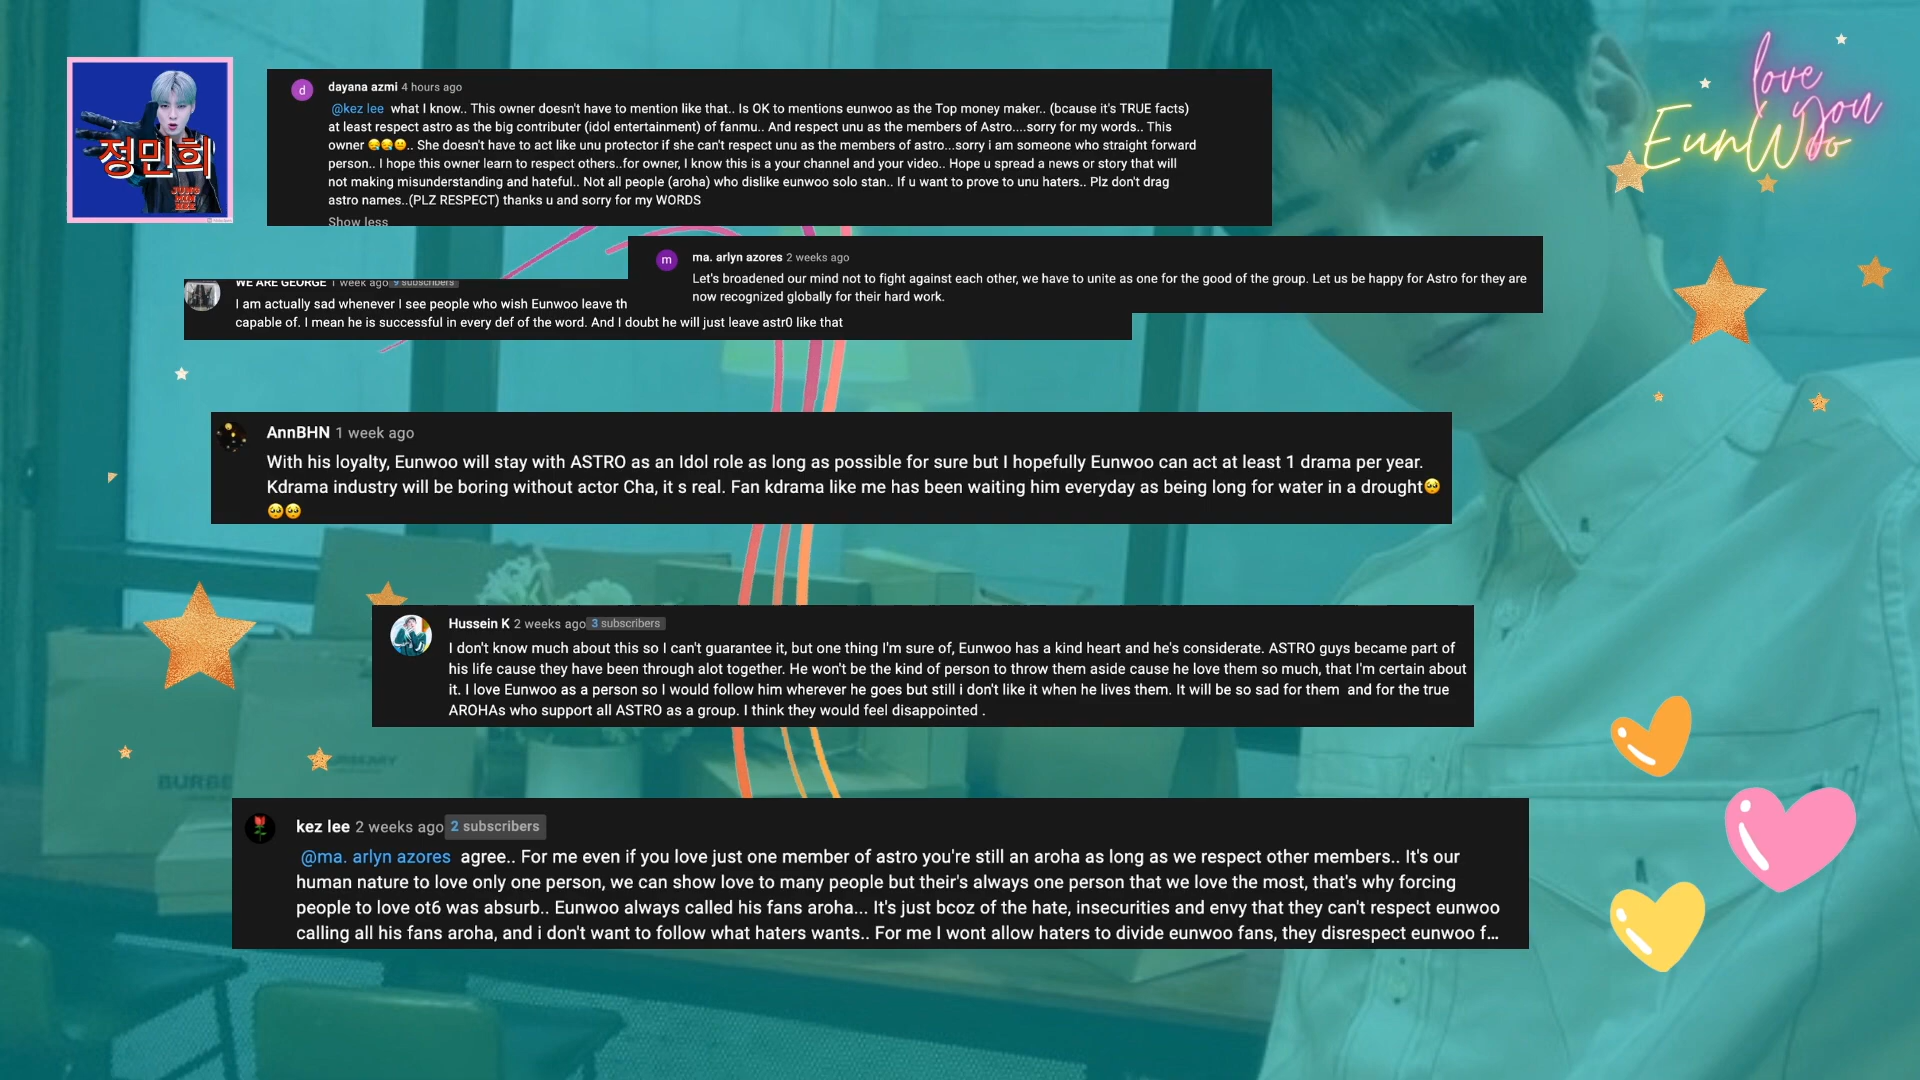 정민희
JUNG
MIN
HEE
dayana azmi 4 hours ago
@kez lee what I know.. This owner doesn't have to mention like that.. Is OK to mentions eunwoo as the Top money maker.. (bcause it's TRUE facts)
at least respect astro as the big contributer (idol entertainment) of fanmu.. And respect unu as the members of Astro....sorry for my words.. This
owner 😪😪😐.. She doesn't have to act like unu protector if she can't respect unu as the members of astro...sorry i am someone who straight forward
person.. I hope this owner learn to respect others..for owner, I know this is a your channel and your video.. Hope u spread a news or story that will
not making misunderstanding and hateful.. Not all people (aroha) who dislike eunwoo solo stan.. If u want to prove to unu haters.. Plz don't drag
astro names..(PLZ RESPECT) thanks u and sorry for my WORDS
Show less
love
you
EunWoo
ma. arlyn azores 2 weeks ago
Let's broadened our mind not to fight against each other, we have to unite as one for the good of the group. Let us be happy for Astro for they are
now recognized globally for their hard work.
WE ARE GEORGE 1 week ago 9 subscribers
I am actually sad whenever I see people who wish Eunwoo leave th
capable of. I mean he is successful in every def of the word. And I doubt he will just leave astr0 like that
AnnBHN 1 week ago
With his loyalty, Eunwoo will stay with ASTRO as an Idol role as long as possible for sure but I hopefully Eunwoo can act at least 1 drama per year.
Kdrama industry will be boring without actor Cha, it s real. Fan kdrama like me has been waiting him everyday as being long for water in a drought🥺
🥺🥺
Hussein K 2 weeks ago 3 subscribers
I don't know much about this so I can't guarantee it, but one thing I'm sure of, Eunwoo has a kind heart and he's considerate. ASTRO guys became part of
his life cause they have been through alot together. He won't be the kind of person to throw them aside cause he love them so much, that I'm certain about
it. I love Eunwoo as a person so I would follow him wherever he goes but still i don't like it when he lives them. It will be so sad for them and for the true
AROHAs who support all ASTRO as a group. I think they would feel disappointed .
BURBE
kez lee 2 weeks ago 2 subscribers
@ma. arlyn azores agree.. For me even if you love just one member of astro you're still an aroha as long as we respect other members.. It's our
human nature to love only one person, we can show love to many people but their's always one person that we love the most, that's why forcing
people to love ot6 was absurb.. Eunwoo always called his fans aroha... It's just bcoz of the hate, insecurities and envy that they can't respect eunwoo
calling all his fans aroha, and i don't want to follow what haters wants.. For me I wont allow haters to divide eunwoo fans, they disrespect eunwoo f...